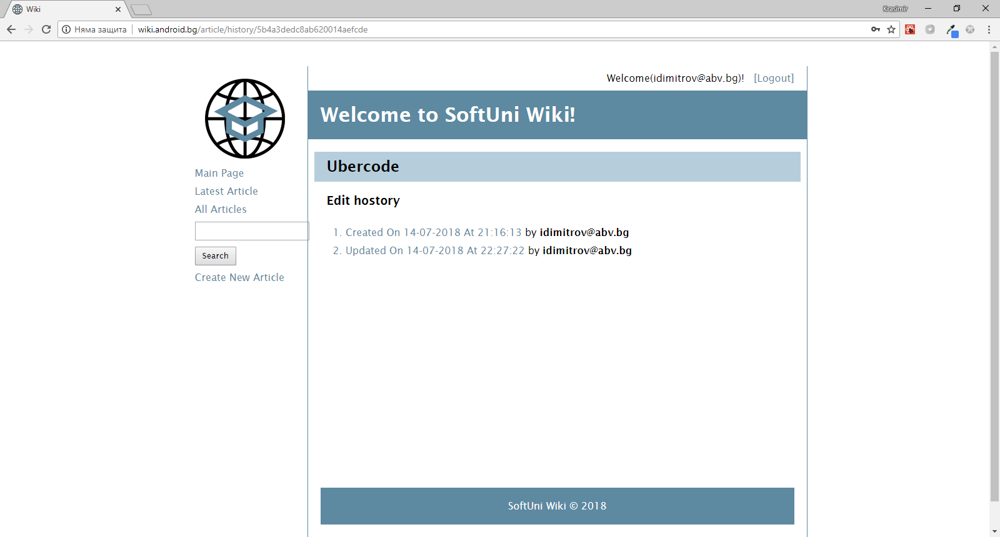 Wiki
Krasimir
Няма защита
wiki.android.bg/article/history/5b4a3dedc8ab620014aefcde
Welcome(idimitrov@abv.bg)! [Logout]
Welcome to SoftUni Wiki!
Main Page
Latest Article
All Articles
Search
Create New Article
Ubercode
Edit hostory
1. Created On 14-07-2018 At 21:16:13 by idimitrov@abv.bg
2. Updated On 14-07-2018 At 22:27:22 by idimitrov@abv.bg
SoftUni Wiki © 2018